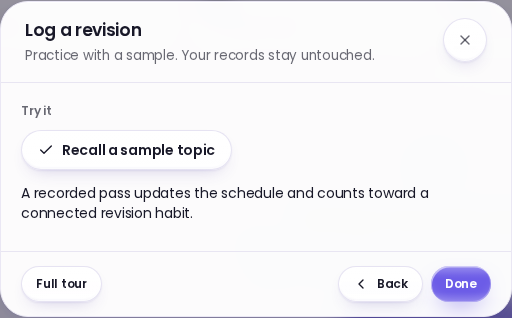 Log a revision
Practice with a sample. Your records stay untouched.
Try it
Recall a sample topic
A recorded pass updates the schedule and counts toward a
connected revision habit.
Full tour
Back
Done